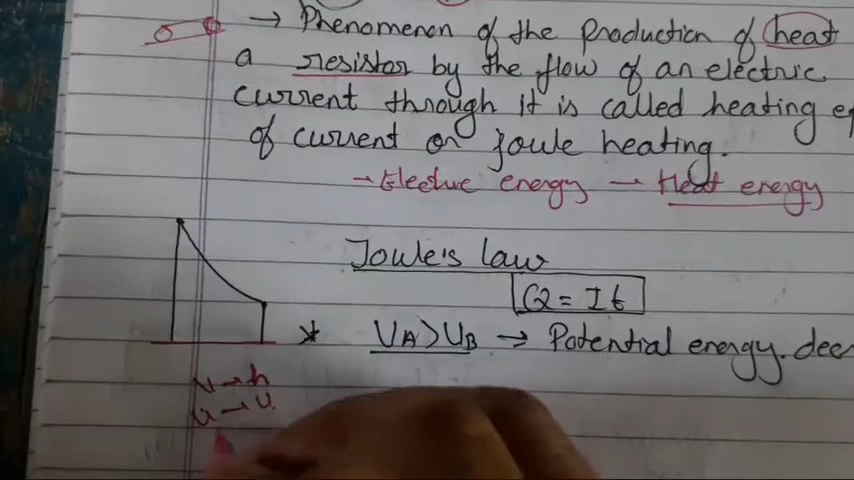 → Phenomenon of the production of heat
a resistor by the flow of an electric
current through it is called heating
of current or joule heating.
→ Electric energy → Heat energy
Joule's law
Q = It
* VA > VB → Potential energy